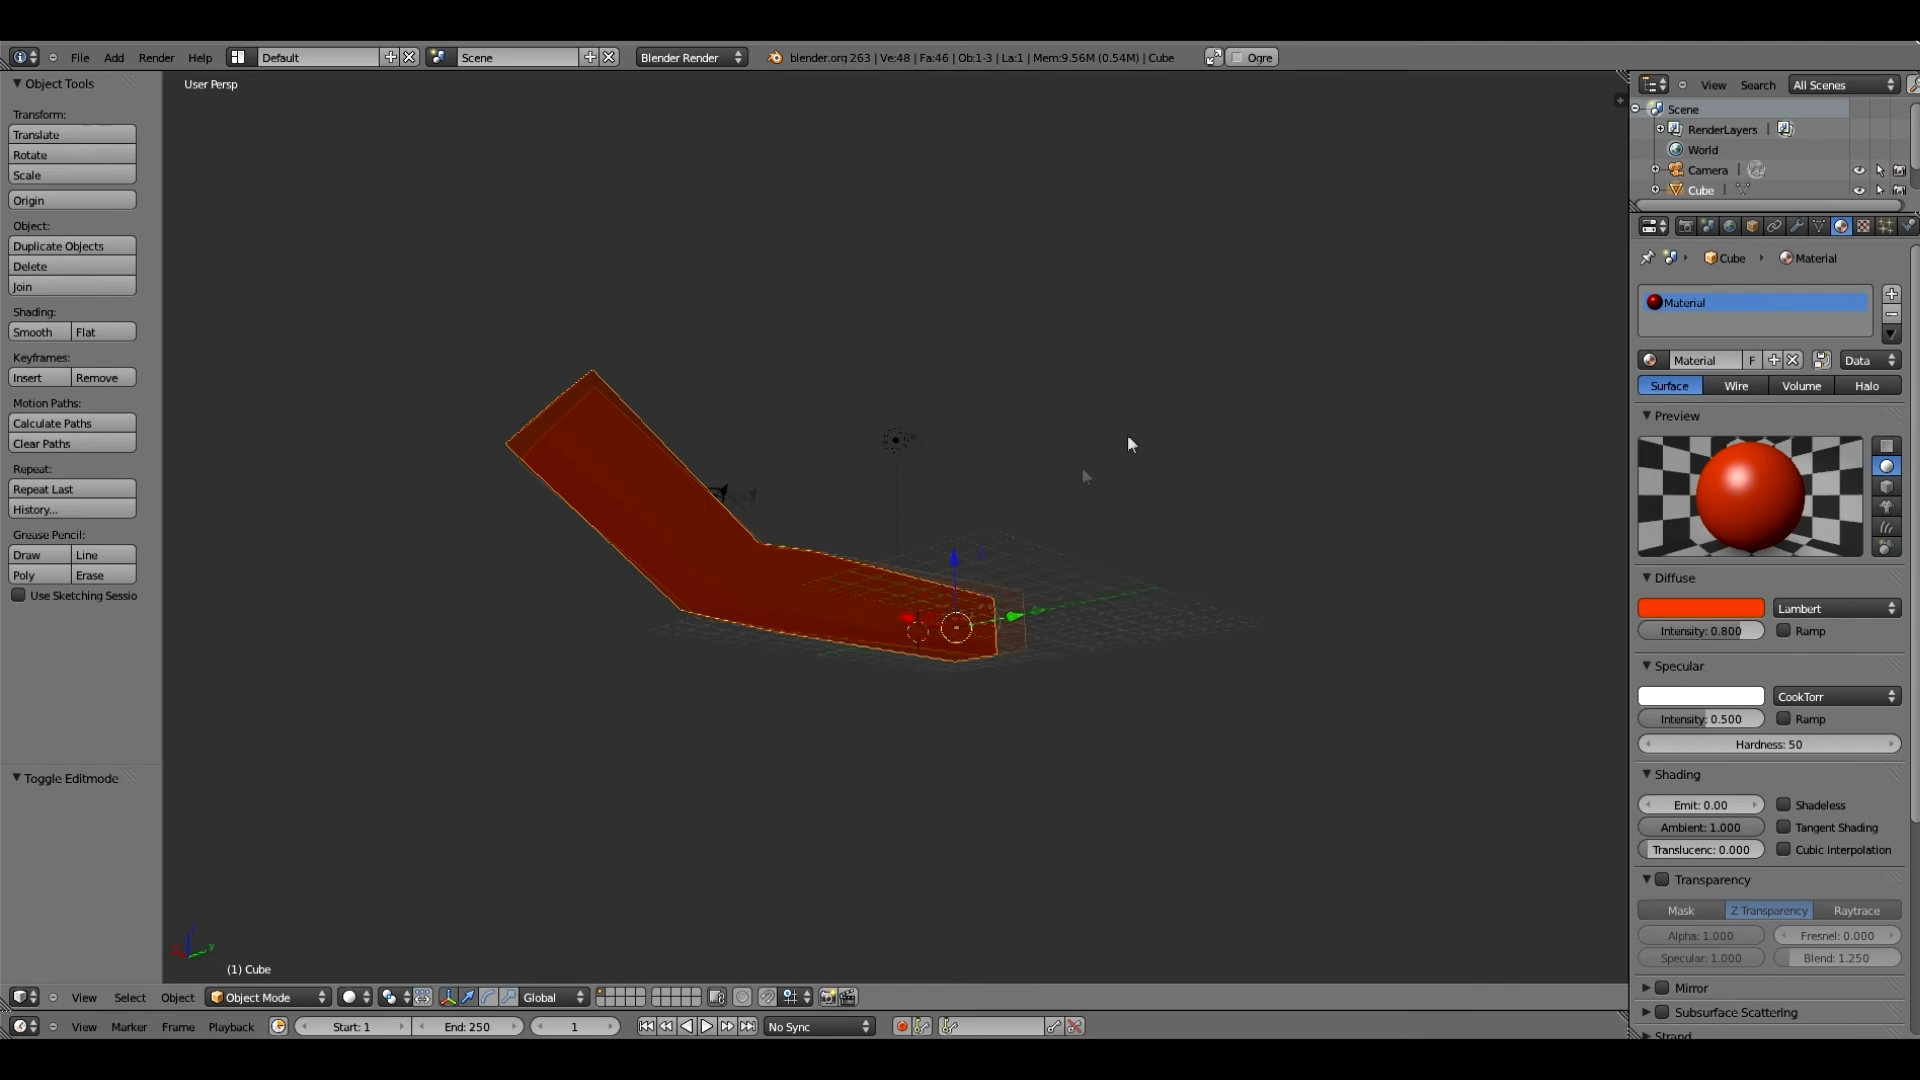 File Add Render Help Default Scene Blender Render blender.org 263 | Ve:48 | Fa:46 | Ob:1-3 | La:1 | Mem:9.56M (0.54M) | Cube Ogre
Object Tools
Transform:
Translate
Rotate
Scale
Origin
Object:
Duplicate Objects
Delete
Join
Shading:
Smooth Flat
Keyframes:
Insert Remove
Motion Paths:
Calculate Paths
Clear Paths
Repeat:
Repeat Last
History...
Grease Pencil:
Draw Line
Poly Erase
Use Sketching Sessio
Toggle Editmode
User Persp
(1) Cube
View Search All Scenes
Scene
RenderLayers |
World
Camera |
Cube |
Cube Material
Material
Material F Data
Surface Wire Volume Halo
Preview
Diffuse
Lambert
Intensity: 0.800 Ramp
Specular
CookTorr
Intensity: 0.500 Ramp
Hardness: 50
Shading
Emit: 0.00 Shadeless
Ambient: 1.000 Tangent Shading
Translucenc: 0.000 Cubic Interpolation
Transparency
Mask Z Transparency Raytrace
Alpha: 1.000 Fresnel: 0.000
Specular: 1.000 Blend: 1.250
Mirror
Subsurface Scattering
Strand
View Select Object Object Mode Global
View Marker Frame Playback Start: 1 End: 250 1 No Sync